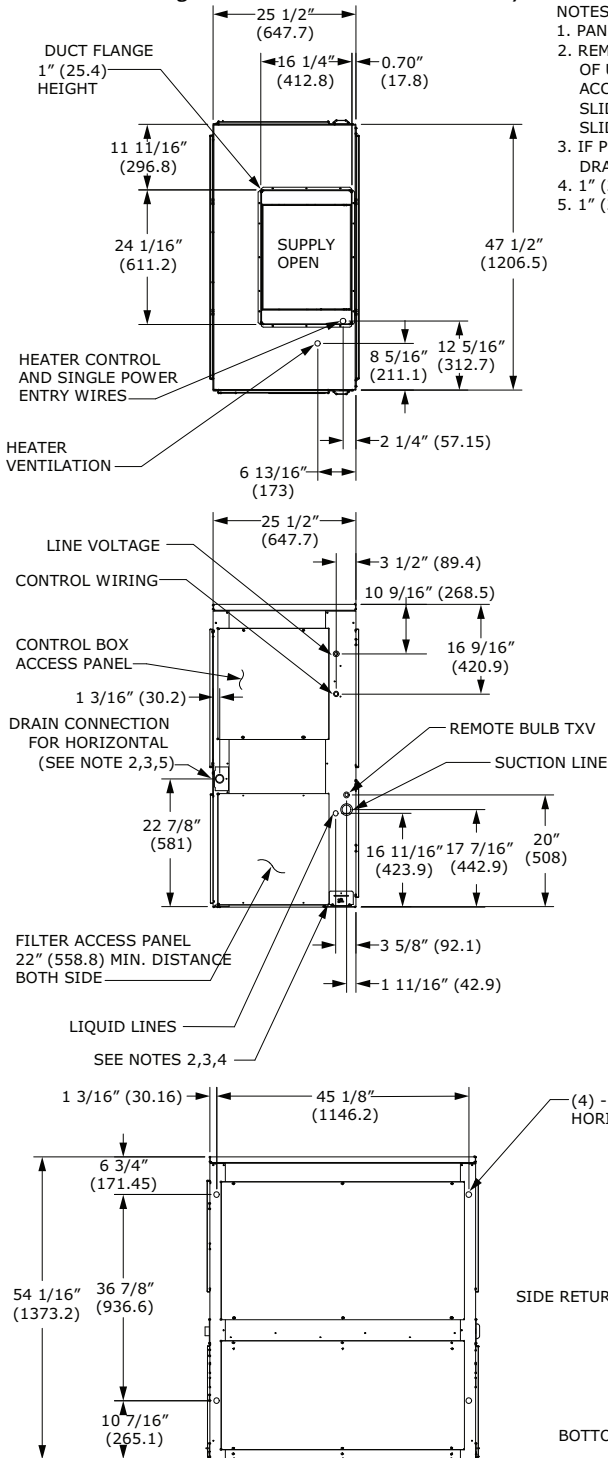 25 1/2"
(647.7)
NOTES
1. PAN
2. REM
OF U
ACC
SLID
SLID
3. IF P
DRA
4. 1" (
5. 1" (
DUCT FLANGE
1" (25.4)
HEIGHT
16 1/4"
(412.8)
0.70"
(17.8)
11 11/16"
(296.8)
24 1/16"
(611.2)
SUPPLY
OPEN
47 1/2"
(1206.5)
HEATER CONTROL
AND SINGLE POWER
ENTRY WIRES
8 5/16"
(211.1)
12 5/16"
(312.7)
HEATER
VENTILATION
2 1/4" (57.15)
6 13/16"
(173)
25 1/2"
(647.7)
LINE VOLTAGE
3 1/2" (89.4)
CONTROL WIRING
10 9/16" (268.5)
16 9/16"
(420.9)
CONTROL BOX
ACCESS PANEL
1 3/16" (30.2)
DRAIN CONNECTION
FOR HORIZONTAL
(SEE NOTE 2,3,5)
REMOTE BULB TXV
SUCTION LINE
22 7/8"
(581)
16 11/16"
(423.9)
17 7/16"
(442.9)
20"
(508)
FILTER ACCESS PANEL
22" (558.8) MIN. DISTANCE
BOTH SIDE
3 5/8" (92.1)
1 11/16" (42.9)
LIQUID LINES
SEE NOTES 2,3,4
1 3/16" (30.16)
45 1/8"
(1146.2)
(4) -
HORI
6 3/4"
(171.45)
54 1/16"
(1373.2)
36 7/8"
(936.6)
SIDE RETUR
10 7/16"
(265.1)
BOTTO